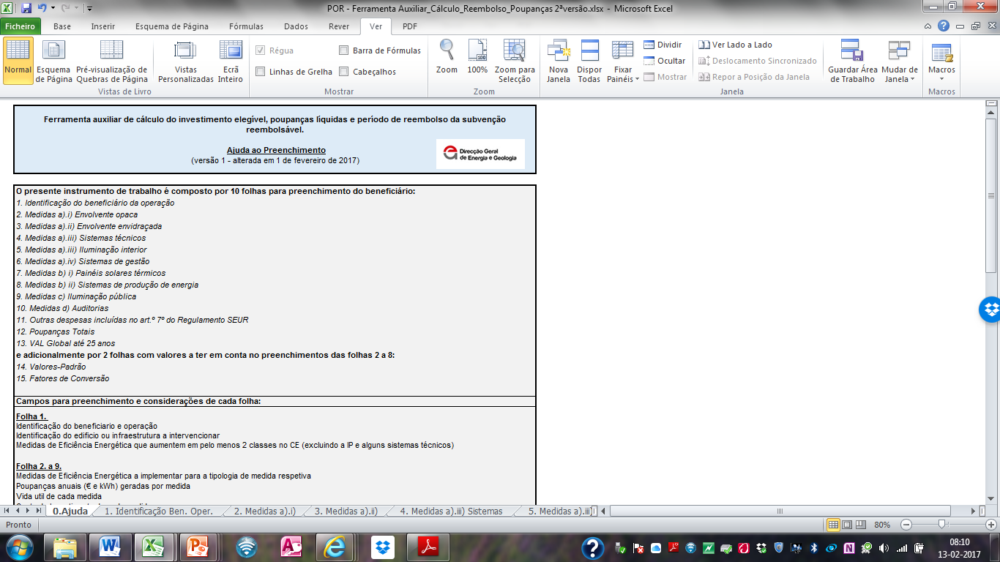 POR - Ferramenta Auxiliar_Cálculo_Reembolso_Poupanças 2ªversão.xlsx - Microsoft Excel
Ficheiro Base Inserir Esquema de Página Fórmulas Dados Rever Ver PDF
Normal
Esquema de Página
Pré-visualização de Quebras de Página
Vistas Personalizadas
Ecrã Inteiro
Vistas de Livro
Régua
Barra de Fórmulas
Linhas de Grelha
Cabeçalhos
Mostrar
Zoom
100
100%
Zoom para Selecção
Zoom
Nova Janela
Dispor Todas
Fixar Painéis
Dividir
Ocultar
Mostrar
Ver Lado a Lado
Deslocamento Sincronizado
Repor a Posição da Janela
Janela
Guardar Área de Trabalho
Mudar de Janela
Macros
Macros
Ferramenta auxiliar de cálculo do investimento elegível, poupanças líquidas e período de reembolso da subvenção
reembolsável.
Ajuda ao Preenchimento
(versão 1 - alterada em 1 de fevereiro de 2017)
Direcção Geral
de Energia e Geologia
O presente instrumento de trabalho é composto por 10 folhas para preenchimento do beneficiário:
1. Identificação do beneficiário da operação
2. Medidas a).i) Envolvente opaca
3. Medidas a).ii) Envolvente envidraçada
4. Medidas a).iii) Sistemas técnicos
5. Medidas a).iii) Iluminação interior
6. Medidas a).iv) Sistemas de gestão
7. Medidas b) i) Painéis solares térmicos
8. Medidas b) ii) Sistemas de produção de energia
9. Medidas c) Iluminação pública
10. Medidas d) Auditorias
11. Outras despesas incluídas no art.º 7º do Regulamento SEUR
12. Poupanças Totais
13. VAL Global até 25 anos
e adicionalmente por 2 folhas com valores a ter em conta no preenchimentos das folhas 2 a 8:
14. Valores-Padrão
15. Fatores de Conversão
Campos para preenchimento e considerações de cada folha:
Folha 1.
Identificação do beneficiario e operação
Identificação do edificio ou infraestrutura a intervencionar
Medidas de Eficiência Energética que aumentem em pelo menos 2 classes no CE (excluindo a IP e alguns sistemas técnicos)
Folha 2. a 9.
Medidas de Eficiência Energética a implementar para a tipologia de medida respetiva
Poupanças anuais (€ e kWh) geradas por medida
Vida util de cada medida
0.Ajuda 1. Identificação Ben. Oper. 2. Medidas a).i) 3. Medidas a).ii) 4. Medidas a).iii) Sistemas 5. Medidas a).iii)
Pronto
80%
08:10
13-02-2017